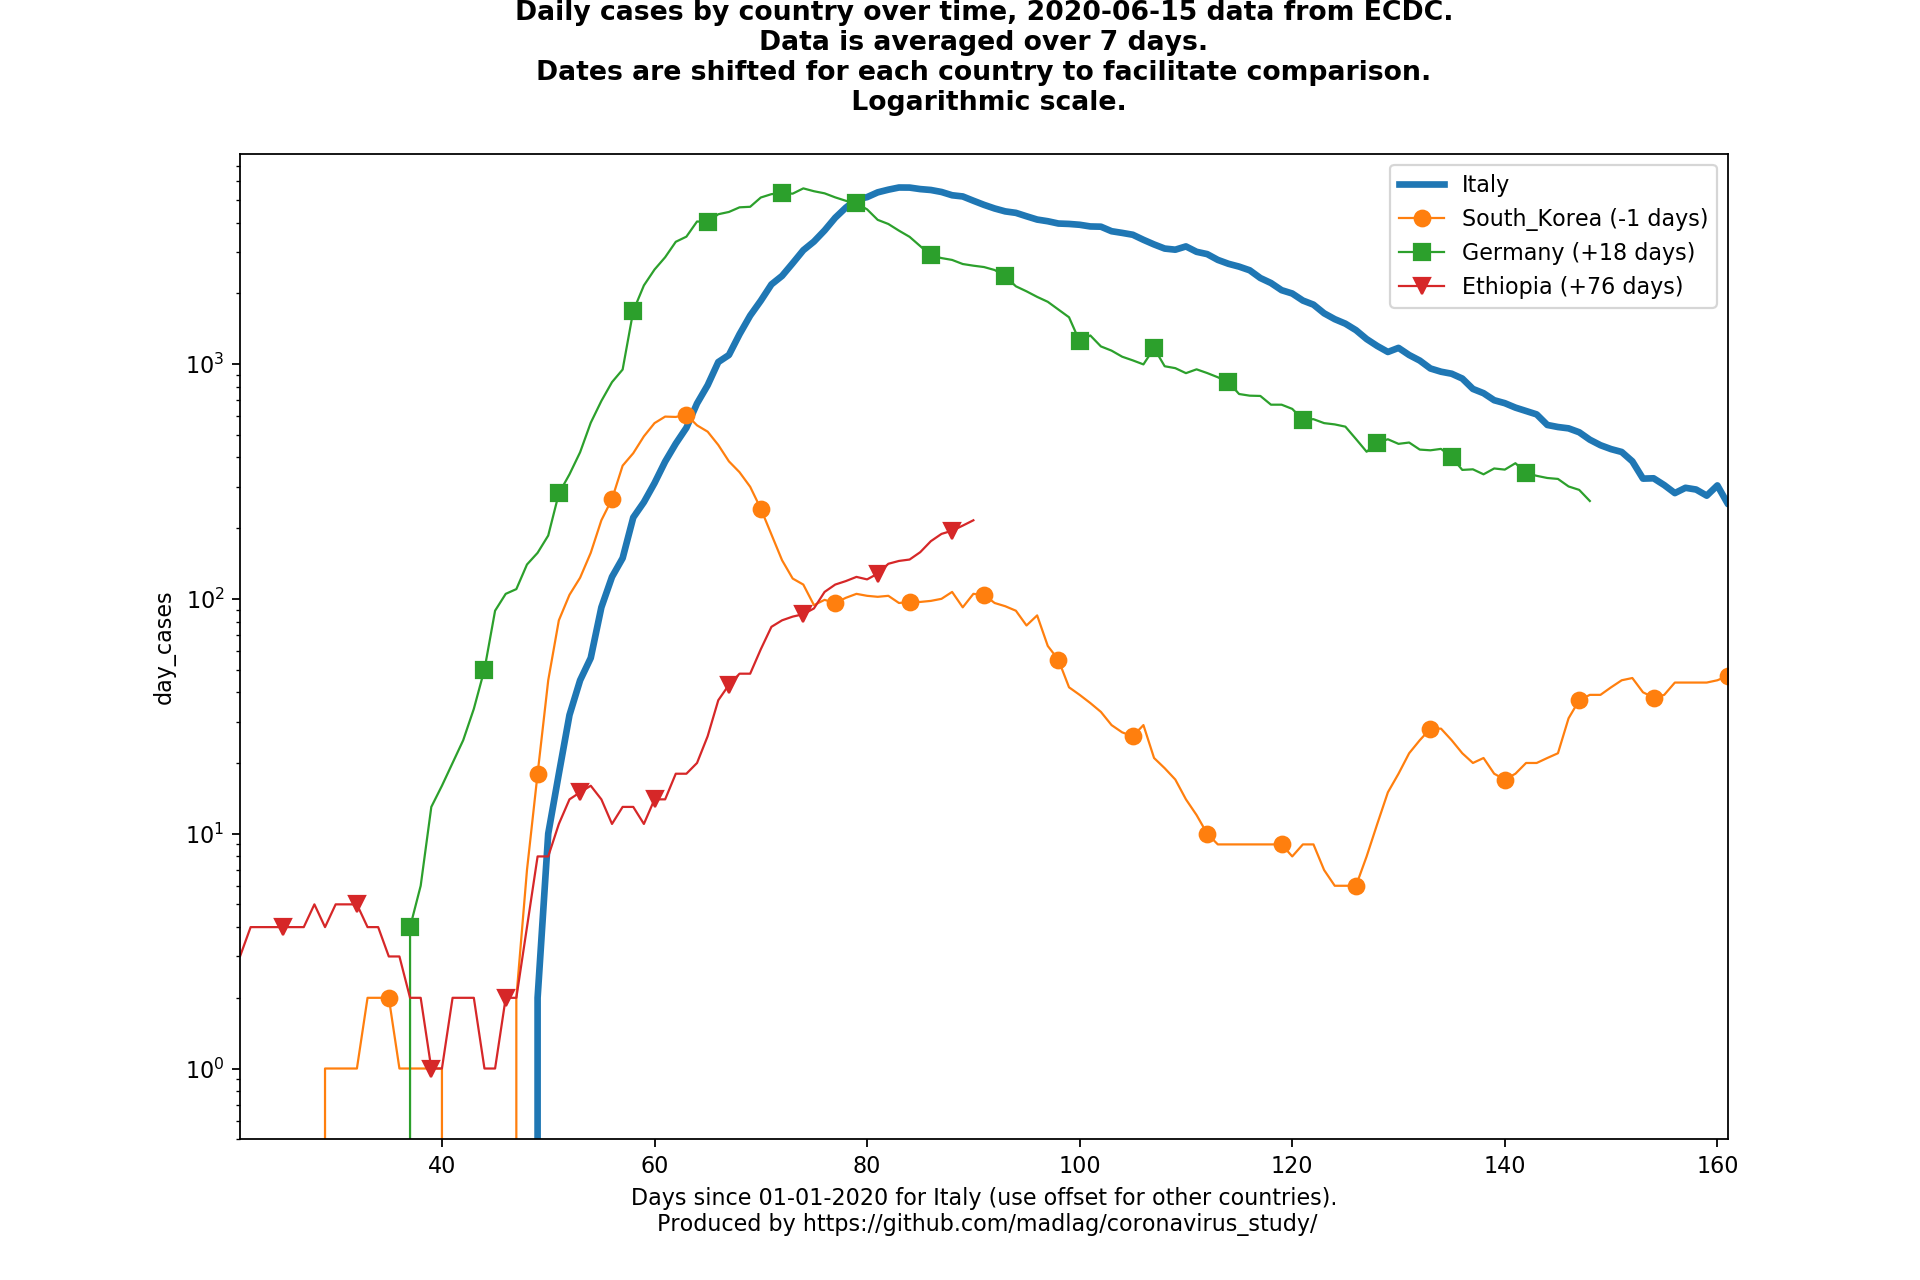 Daily cases by country over time, 2020-06-15 data from ECDC.
Data is averaged over 7 days.
Dates are shifted for each country to facilitate comparison.
Logarithmic scale.
Italy
South_Korea (-1 days)
Germany (+18 days)
Ethiopia (+76 days)
10³
10²
10¹
10⁰
day_cases
40 60 80 100 120 140 160
Days since 01-01-2020 for Italy (use offset for other countries).
Produced by https://github.com/madlag/coronavirus_study/